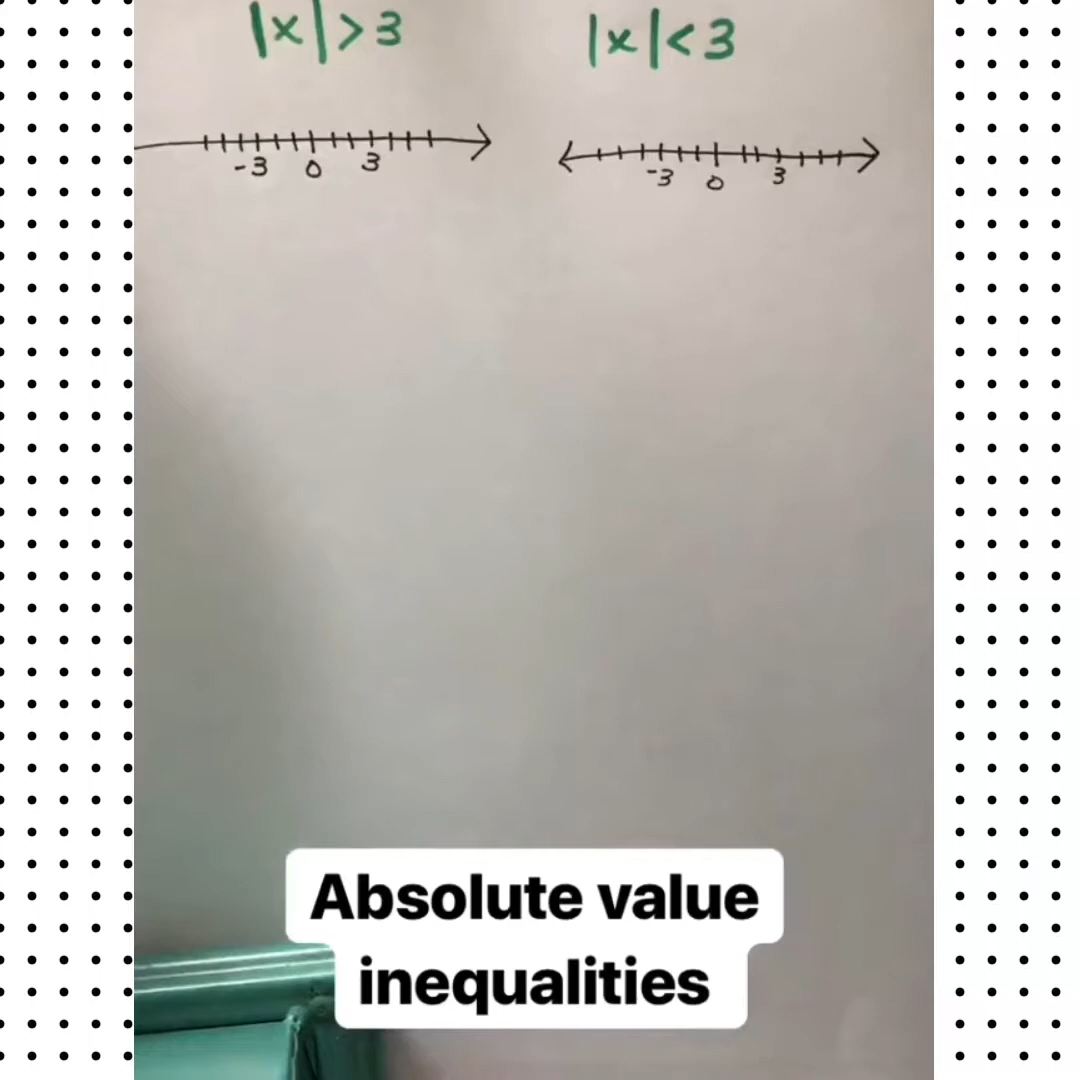 |x|>3
|x|<3
-3 0 3
-3 0 3
Absolute value
inequalities